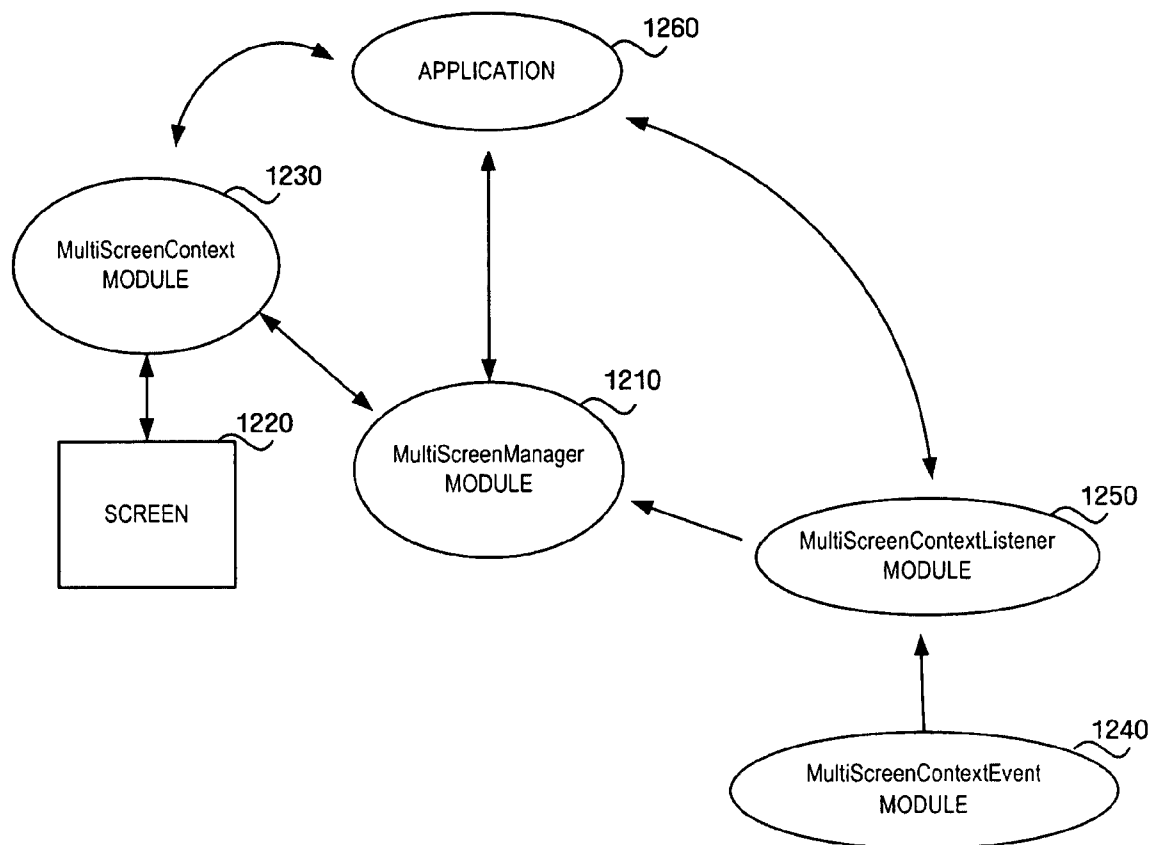 1260
APPLICATION
1230
MultiScreenContext
MODULE
1210
MultiScreenManager
MODULE
1220
SCREEN
1250
MultiScreenContextListener
MODULE
1240
MultiScreenContextEvent
MODULE